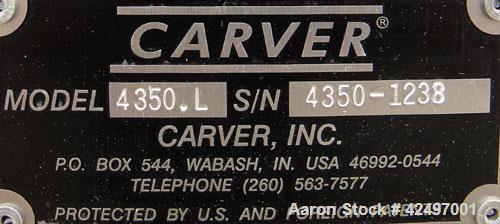 CARVER®
MODEL 4350.L S/N 4350-1238
CARVER, INC.
P.O. BOX 544, WABASH, IN. USA 46992-0544
TELEPHONE (260) 563-7577
Aaron Stock # 424970013
PROTECTED BY U.S. AND